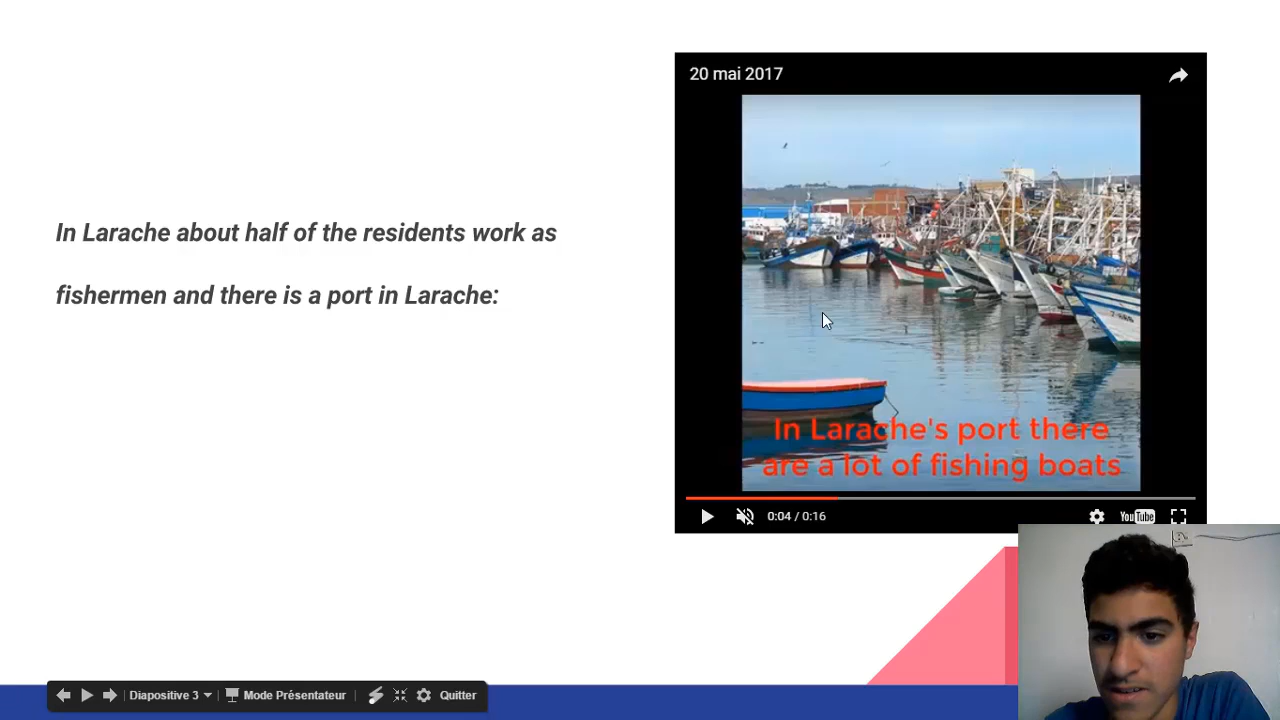 20 mai 2017
In Larache about half of the residents work as
fishermen and there is a port in Larache:
In Larache's port there
are a lot of fishing boats
0:04 / 0:16
YouTube
Diapositive 3
Mode Présentateur
Quitter